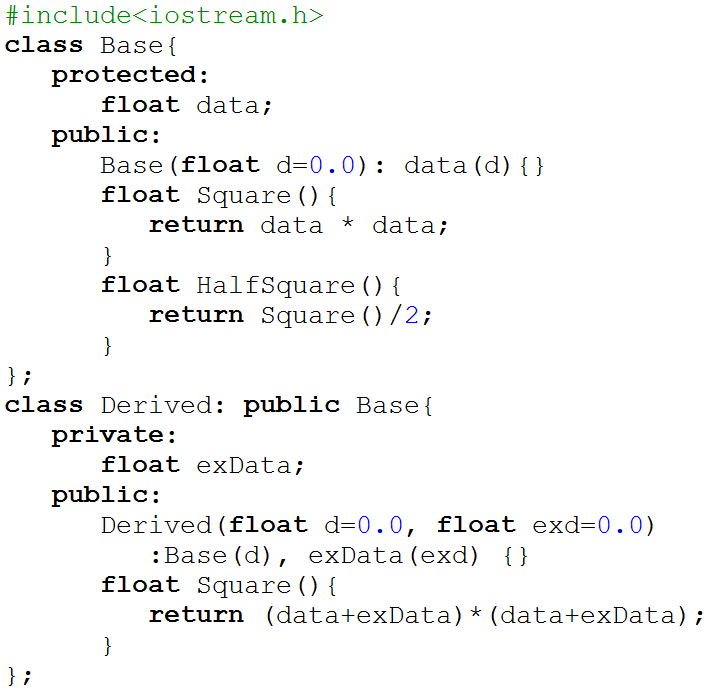 #include<iostream.h>
class Base{
   protected:
      float data;
   public:
      Base(float d=0.0): data(d){}
      float Square(){
         return data * data;
      }
      float HalfSquare(){
         return Square()/2;
      }
};
class Derived: public Base{
   private:
      float exData;
   public:
      Derived(float d=0.0, float exd=0.0)
         :Base(d), exData(exd) {}
      float Square(){
         return (data+exData)*(data+exData);
      }
};